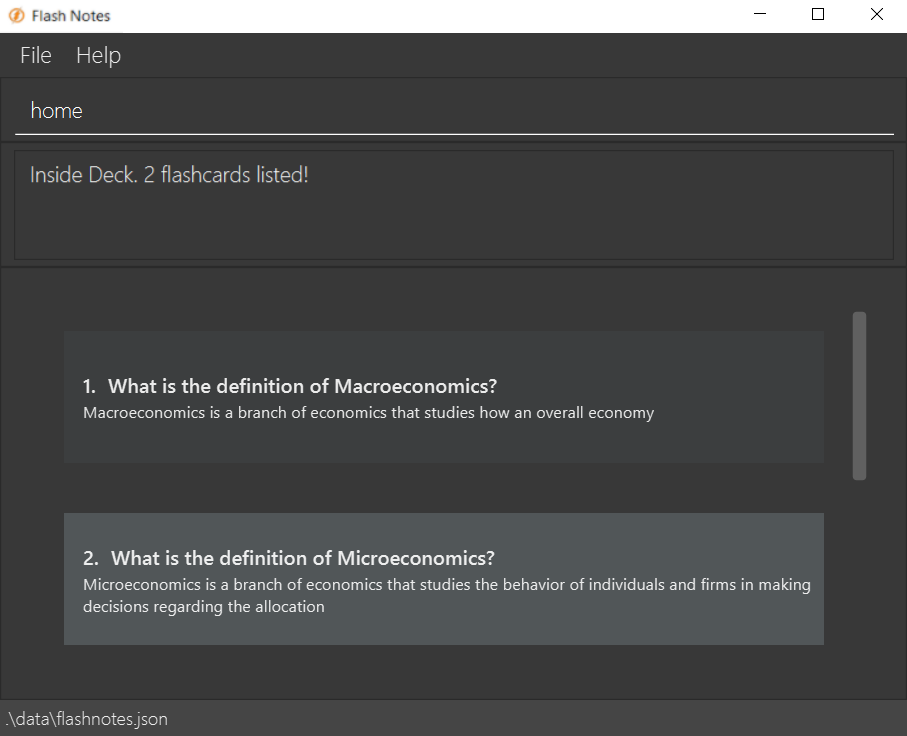 Flash Notes
File Help
home
Inside Deck. 2 flashcards listed!
1. What is the definition of Macroeconomics?
Macroeconomics is a branch of economics that studies how an overall economy
2. What is the definition of Microeconomics?
Microeconomics is a branch of economics that studies the behavior of individuals and firms in making
decisions regarding the allocation
.\data\flashnotes.json